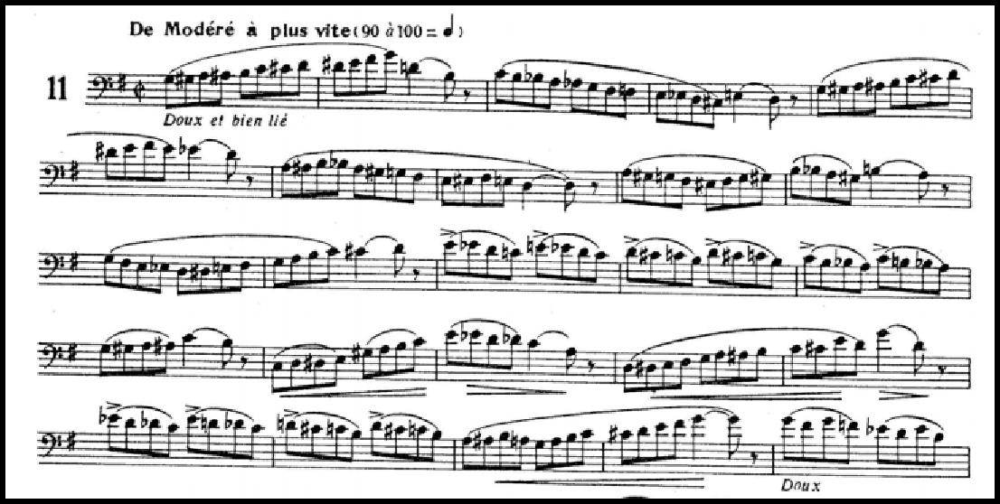 De Modéré à plus vite (90 à 100 = ♩)
11
Doux et bien lié
Doux